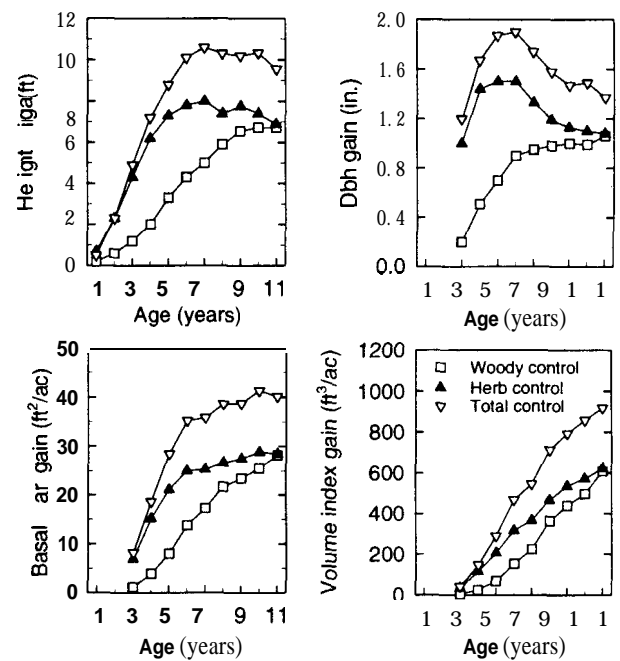 12
10
8
6
4
2
0
He igıt iıga(ft)
1 3 5 7 9 11
Age (years)
2.0
1.6
1.2
0.8
0.4
0.0
Dbh gain (in.)
1 3 5 7 9 1 1
Age (years)
50
40
30
20
10
0
Basal ar gain (ft²/ac)
1 3 5 7 9 11
Age (years)
1200
1000
800
600
400
200
0
Volume index gain (ft³/ac)
Woody control
Herb control
Total control
1 3 5 7 9 1 1
Age (years)